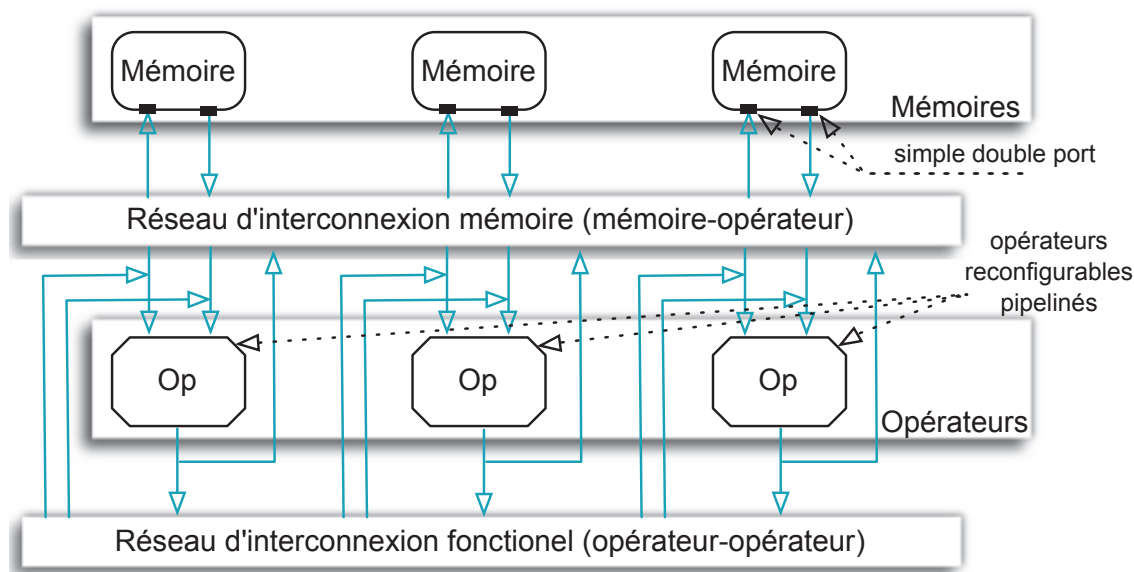 Mémoire
Mémoire
Mémoire
Mémoires
simple double port
Réseau d'interconnexion mémoire (mémoire-opérateur)
opérateurs
reconfigurables
pipelinés
Op
Op
Op
Opérateurs
Réseau d'interconnexion fonctionel (opérateur-opérateur)